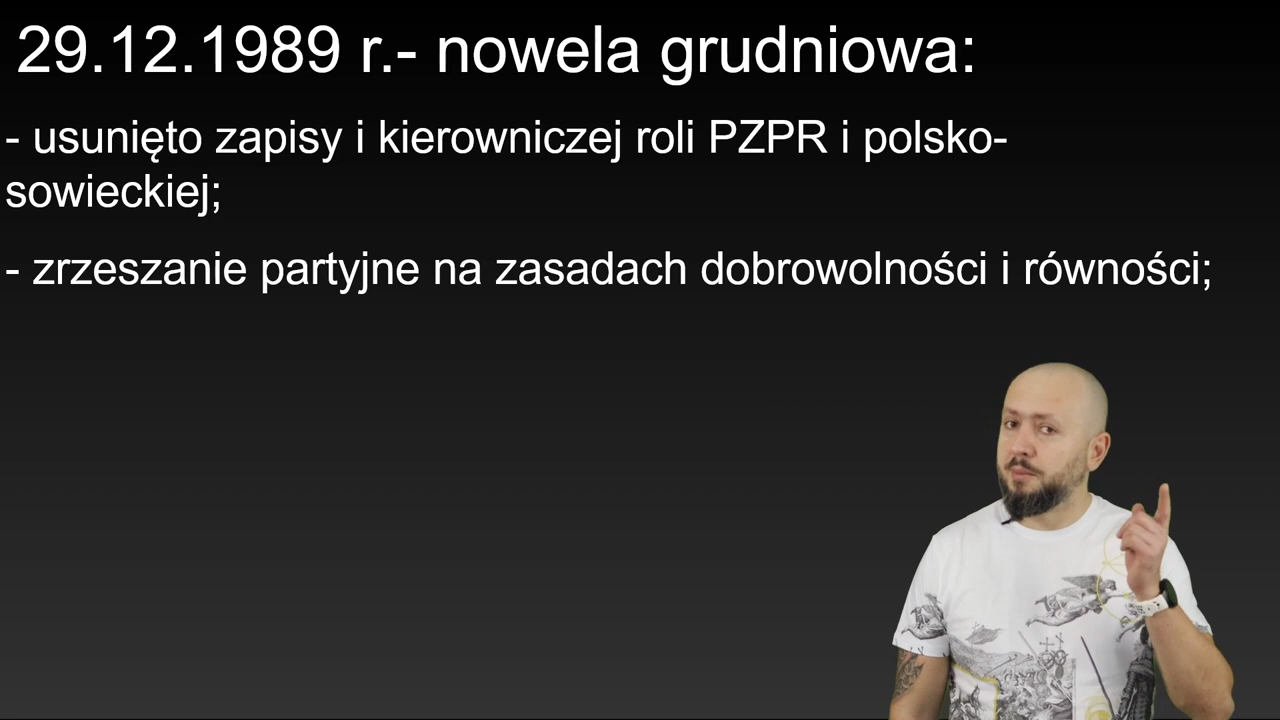 29.12.1989 r.- nowela grudniowa:
- usunięto zapisy i kierowniczej roli PZPR i polsko-
sowieckiej;
- zrzeszanie partyjne na zasadach dobrowolności i równości;